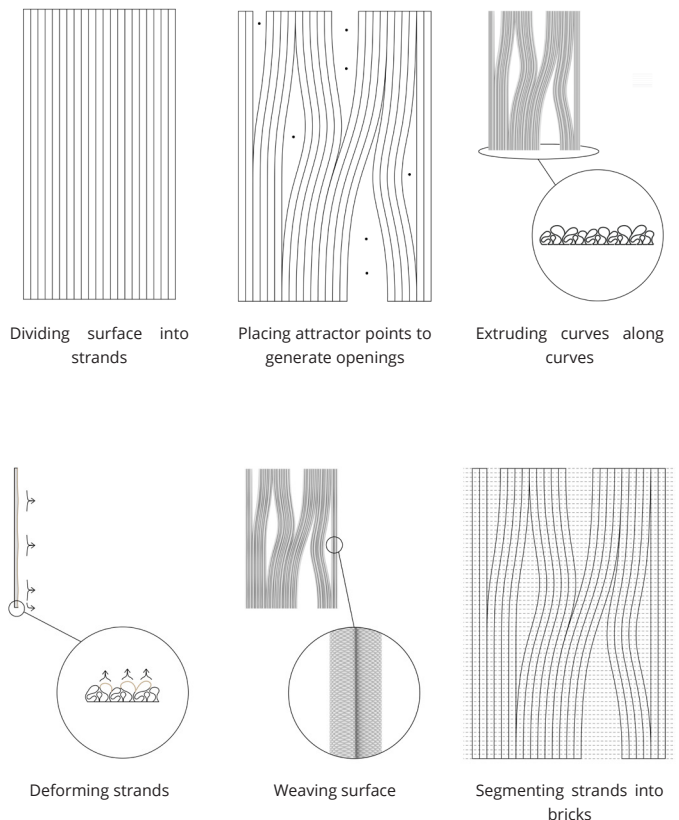 Dividing surface into
strands
Placing attractor points to
generate openings
Extruding curves along
curves
Deforming strands
Weaving surface
Segmenting strands into
bricks